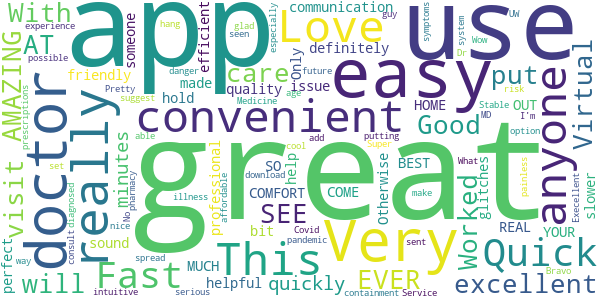 communication
experience
hang
glad
guy
symptoms
UW
With
someone
efficient
Love
possible
especially
seen
Only
Dr
system
Wow
AT
app
use
definitely
friendly
care
easy
put
future
Pretty
danger
made
issue
HOME
OUT
MD
risk
AMAZING
prescriptions
doctor
really
suggest
hold
quality
Medicine
age
Stable
I'm
option
Virtual
convenient
Good
anyone
minutes
able
putting
add
Super
cool
What
SO
help
BEST
visit
great
SEE
COMFORT
COME
Otherwise
download
make
Worked
glitches
REAL
YOUR
slower
painless
professional
affordable
illness
set
consult
diagnosed
No
pharmacy
Very
Quick
perfect
nice
sound
This
bit
EVER
Covid
pandemic
sent
Execellent
Bravo
way
will
spread
MUCH
helpful
quickly
excellent
Fast
intuitive
serious
containment
Service